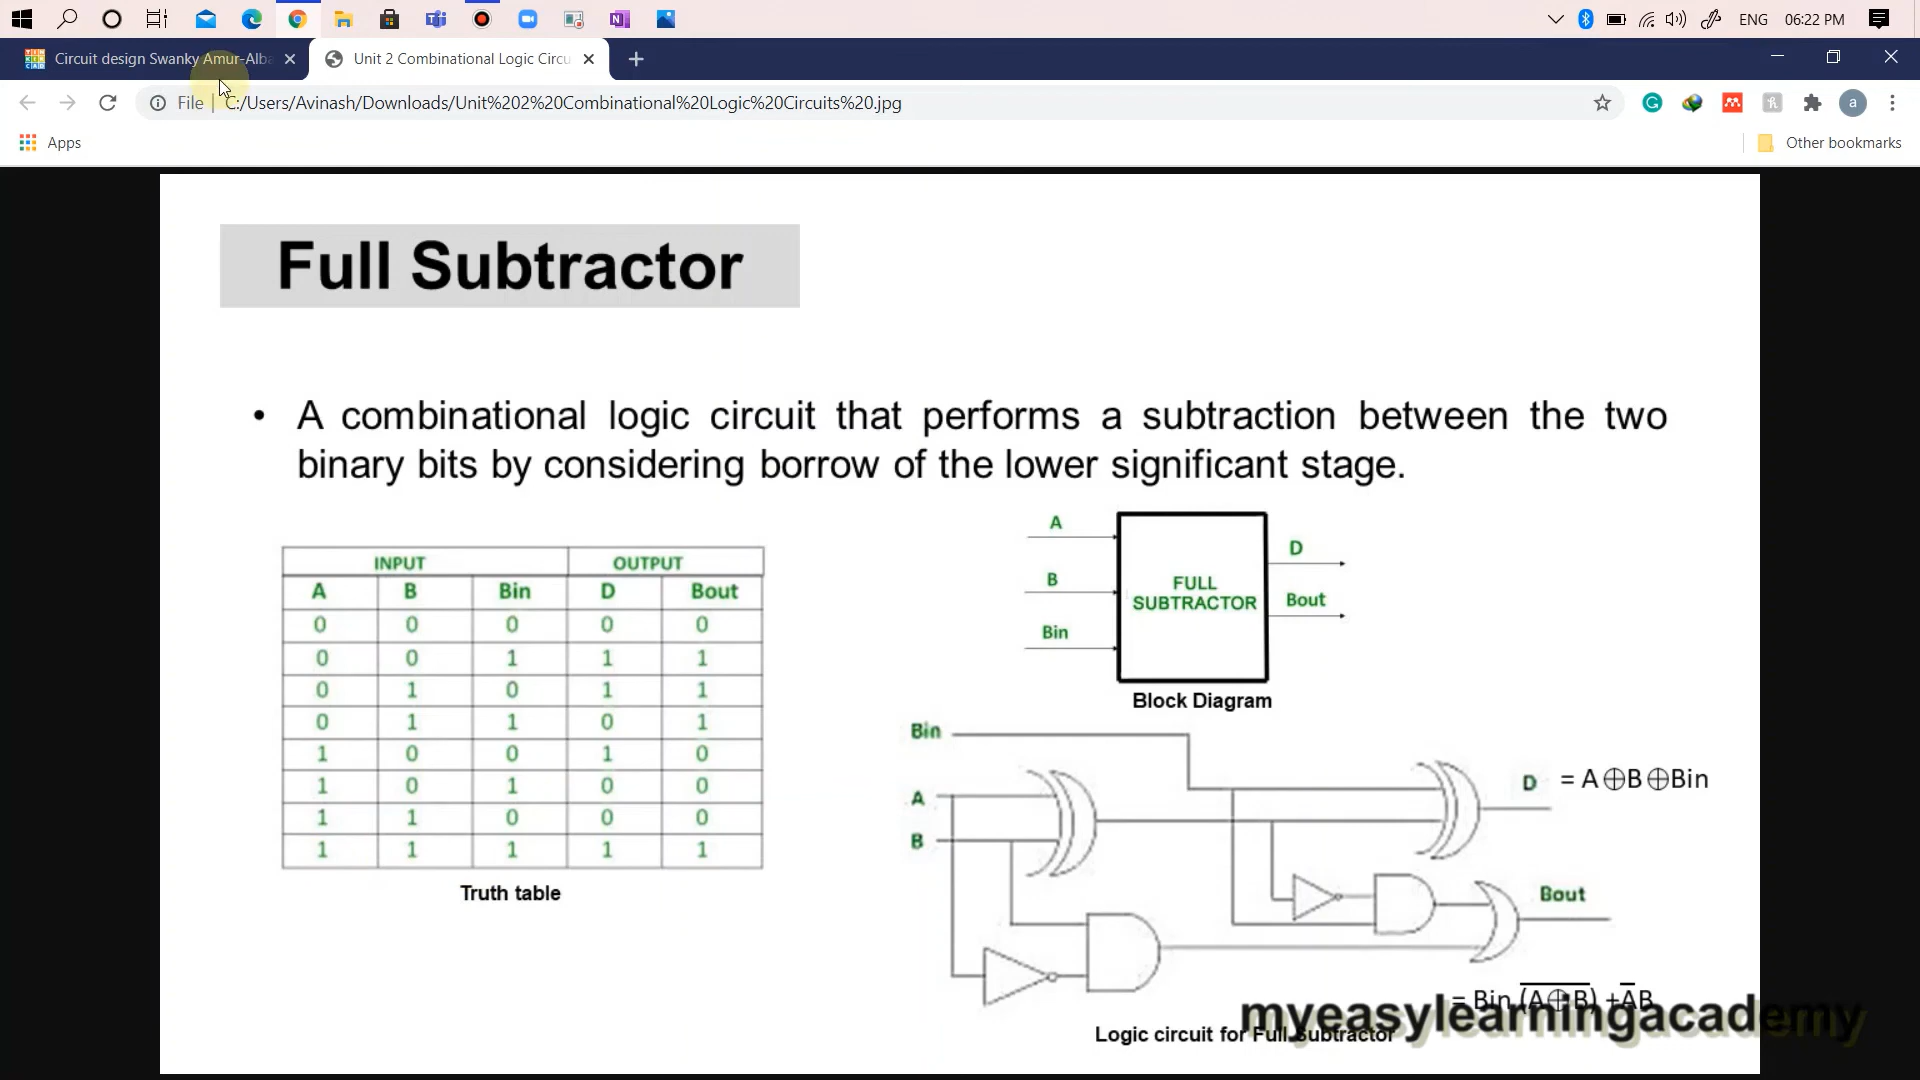 ENG 06:22 PM
Circuit design Swanky Amur-Alba
Unit 2 Combinational Logic Circu
File | C:/Users/Avinash/Downloads/Unit%202%20Combinational%20Logic%20Circuits%20.jpg
a
Apps
Other bookmarks
Full Subtractor
• A combinational logic circuit that performs a subtraction between the two
binary bits by considering borrow of the lower significant stage.
INPUT OUTPUT
A B Bin D Bout
0 0 0 0 0
0 0 1 1 1
0 1 0 1 1
0 1 1 0 1
1 0 0 1 0
1 0 1 0 0
1 1 0 0 0
1 1 1 1 1
Truth table
A
B
Bin
FULL
SUBTRACTOR
D
Bout
Block Diagram
Bin
A
B
D = A⊕B⊕Bin
Bout
= Bin (A̅⊕̅B̅) + A̅B
Logic circuit for Full Subtractor
myeasylearningacademy